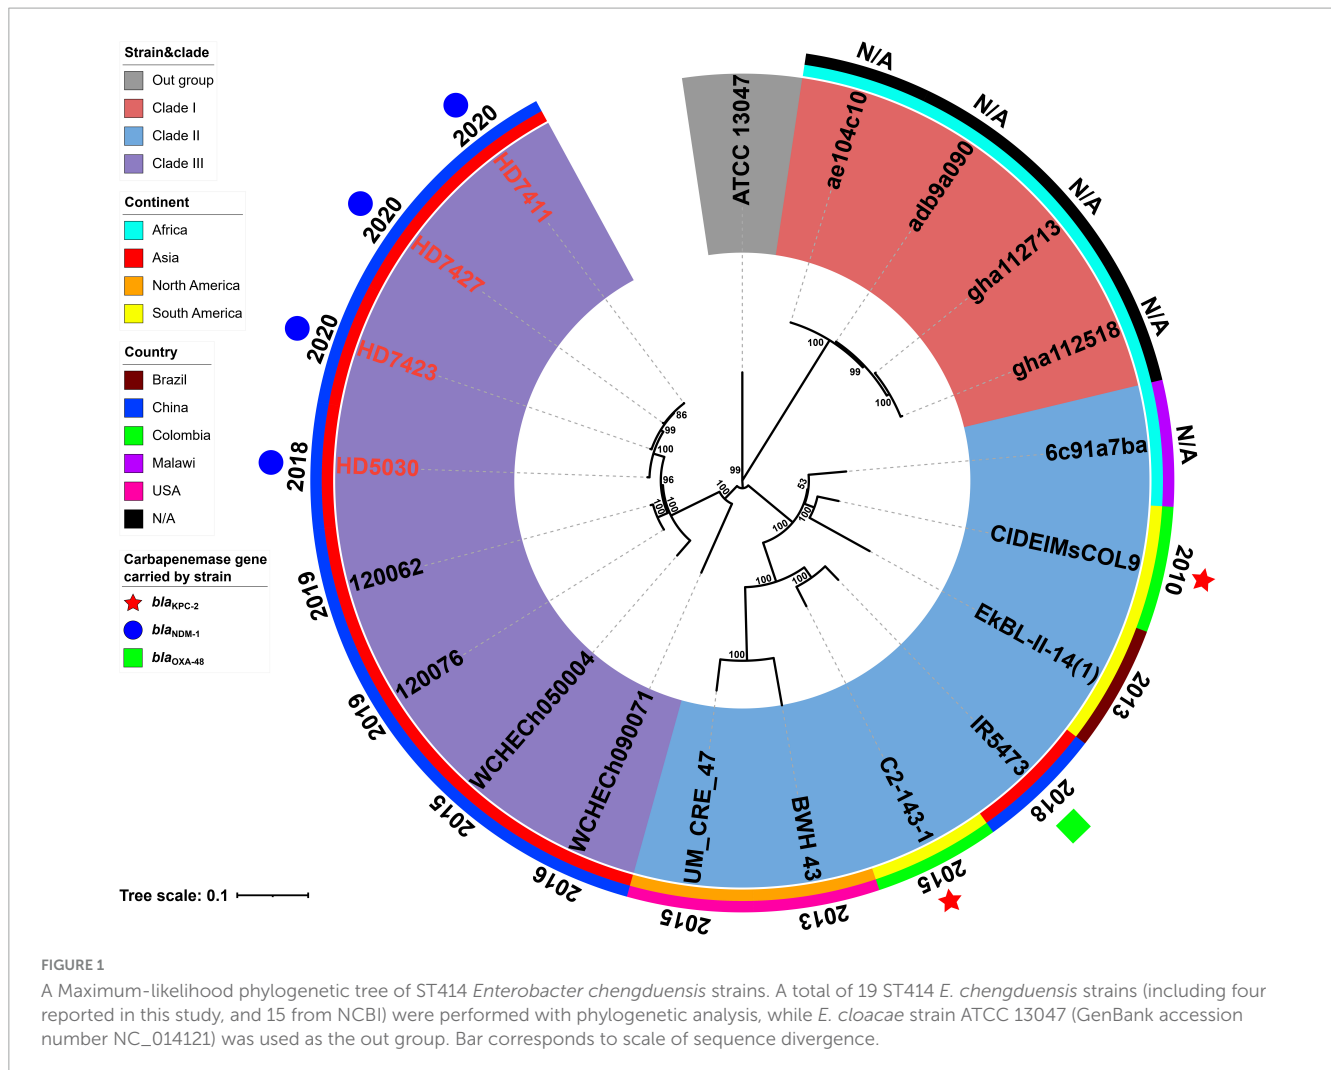 Strain&clade
Out group
Clade I
Clade II
Clade III
Continent
Africa
Asia
North America
South America
Country
Brazil
China
Colombia
Malawi
USA
N/A
Carbapenemase gene
carried by strain
blaKPC-2
blaNDM-1
blaOXA-48
Tree scale: 0.1
ATCC 13047
ae104c10
N/A
adb9a090
N/A
gha112713
N/A
gha112518
N/A
6c91a7ba
N/A
CIDEIMsCOL9
2010
EkBL-II-14(1)
2013
IR5473
2018
C2-143-1
2015
BWH 43
2013
UM_CRE_47
2015
WCHECh090071
2016
WCHECh050004
2015
120076
2019
120062
2019
HD5030
2018
HD7423
2020
HD7427
2020
HD7411
2020
100
99
100
99
100
53
100
100
100
100
100
86
99
100
96
100
100
FIGURE 1
A Maximum-likelihood phylogenetic tree of ST414 Enterobacter chengduensis strains. A total of 19 ST414 E. chengduensis strains (including four
reported in this study, and 15 from NCBI) were performed with phylogenetic analysis, while E. cloacae strain ATCC 13047 (GenBank accession
number NC_014121) was used as the out group. Bar corresponds to scale of sequence divergence.